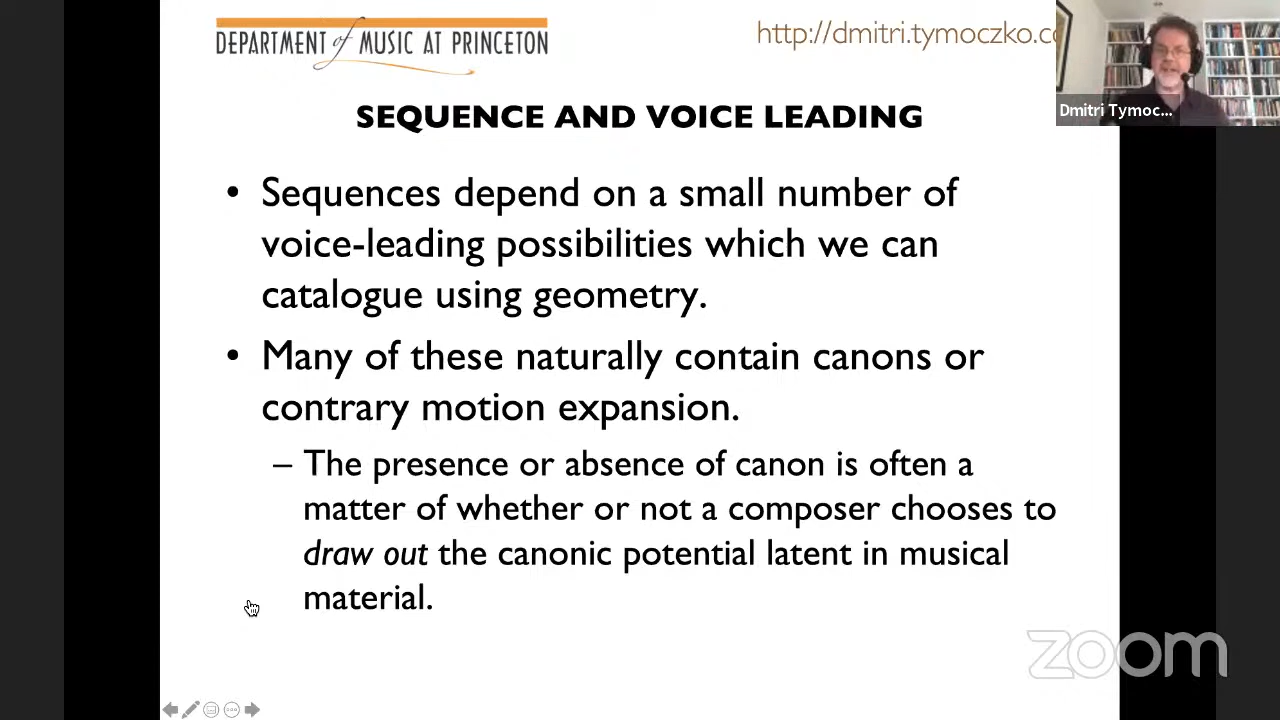 DEPARTMENT of MUSIC AT PRINCETON
http://dmitri.tymoczko.co
Dmitri Tymoc...
SEQUENCE AND VOICE LEADING
• Sequences depend on a small number of
voice-leading possibilities which we can
catalogue using geometry.
• Many of these naturally contain canons or
contrary motion expansion.
– The presence or absence of canon is often a
matter of whether or not a composer chooses to
draw out the canonic potential latent in musical
material.
zoom